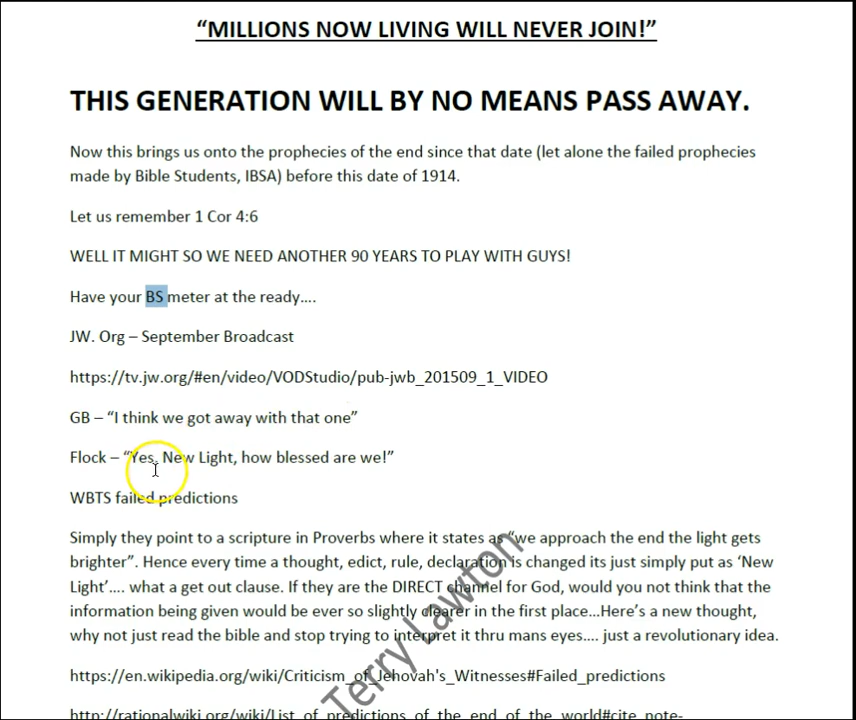 “MILLIONS NOW LIVING WILL NEVER JOIN!”
THIS GENERATION WILL BY NO MEANS PASS AWAY.
Now this brings us onto the prophecies of the end since that date (let alone the failed prophecies
made by Bible Students, IBSA) before this date of 1914.
Let us remember 1 Cor 4:6
WELL IT MIGHT SO WE NEED ANOTHER 90 YEARS TO PLAY WITH GUYS!
Have your BS meter at the ready….
JW. Org – September Broadcast
https://tv.jw.org/#en/video/VODStudio/pub-jwb_201509_1_VIDEO
GB – “I think we got away with that one”
Flock – “Yes, New Light, how blessed are we!”
WBTS failed predictions
Simply they point to a scripture in Proverbs where it states as “we approach the end the light gets
brighter”. Hence every time a thought, edict, rule, declaration is changed its just simply put as ‘New
Light’…. what a get out clause. If they are the DIRECT channel for God, would you not think that the
information being given would be ever so slightly clearer in the first place…Here’s a new thought,
why not just read the bible and stop trying to interpret it thru mans eyes…. just a revolutionary idea.
https://en.wikipedia.org/wiki/Criticism_of_Jehovah's_Witnesses#Failed_predictions
http://rationalwiki.org/wiki/List_of_predictions_of_the_end_of_the_world#cite_note-
Terry Lawton